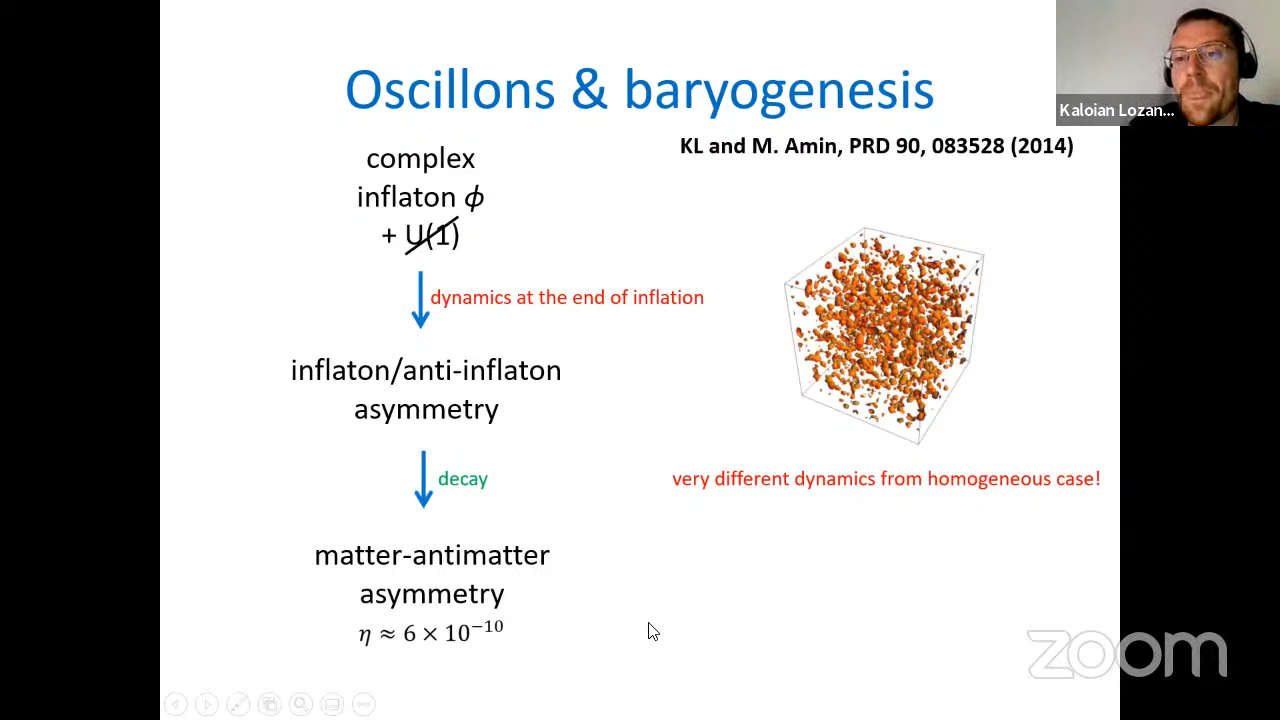 Oscillons & baryogenesis
Kaloian Lozan...
KL and M. Amin, PRD 90, 083528 (2014)
complex
inflaton ϕ
+ U(1)
dynamics at the end of inflation
inflaton/anti-inflaton
asymmetry
decay
very different dynamics from homogeneous case!
matter-antimatter
asymmetry
η ≈ 6 × 10⁻¹⁰
zoom